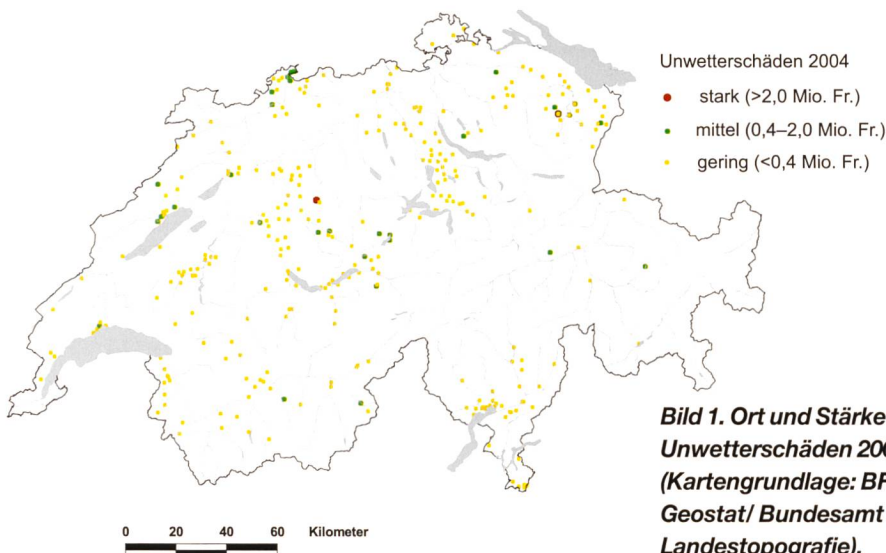 Unwetterschäden 2004
stark (>2,0 Mio. Fr.)
mittel (0,4–2,0 Mio. Fr.)
gering (<0,4 Mio. Fr.)
Bild 1. Ort und Stärke
Unwetterschäden
(Kartengrundlage:
Geostat/ Bundesamt
Landestopografie).
0 20 40 60 Kilometer